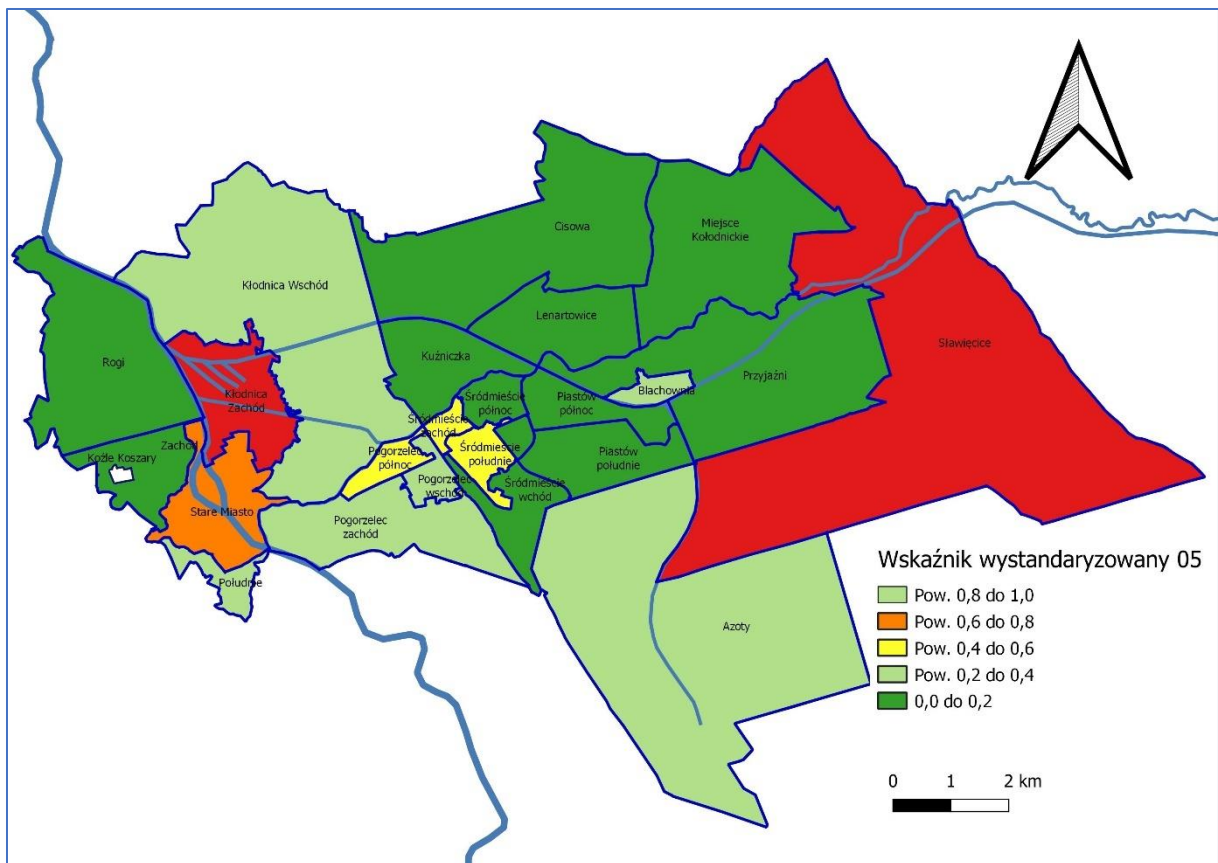 Cisowa
Miejsce
Kołodnickie
Kłodnica Wschód
Lenartowice
Sławięcice
Rogi
Kuźniczka
Przyjaźni
Blachownia
Kłodnica
Zachód
Śródmieście
północ
Piastów
północ
Śródmieście
zachód
Zachód
Pogorzelec
północ
Śródmieście
południe
Piastów
południe
Koźle Koszary
Pogorzelec
wschód
Śródmieście
wchód
Stare Miasto
Pogorzelec
zachód
Południe
Azoty
Wskaźnik wystandaryzowany 05
Pow. 0,8 do 1,0
Pow. 0,6 do 0,8
Pow. 0,4 do 0,6
Pow. 0,2 do 0,4
0,0 do 0,2
0 1 2 km